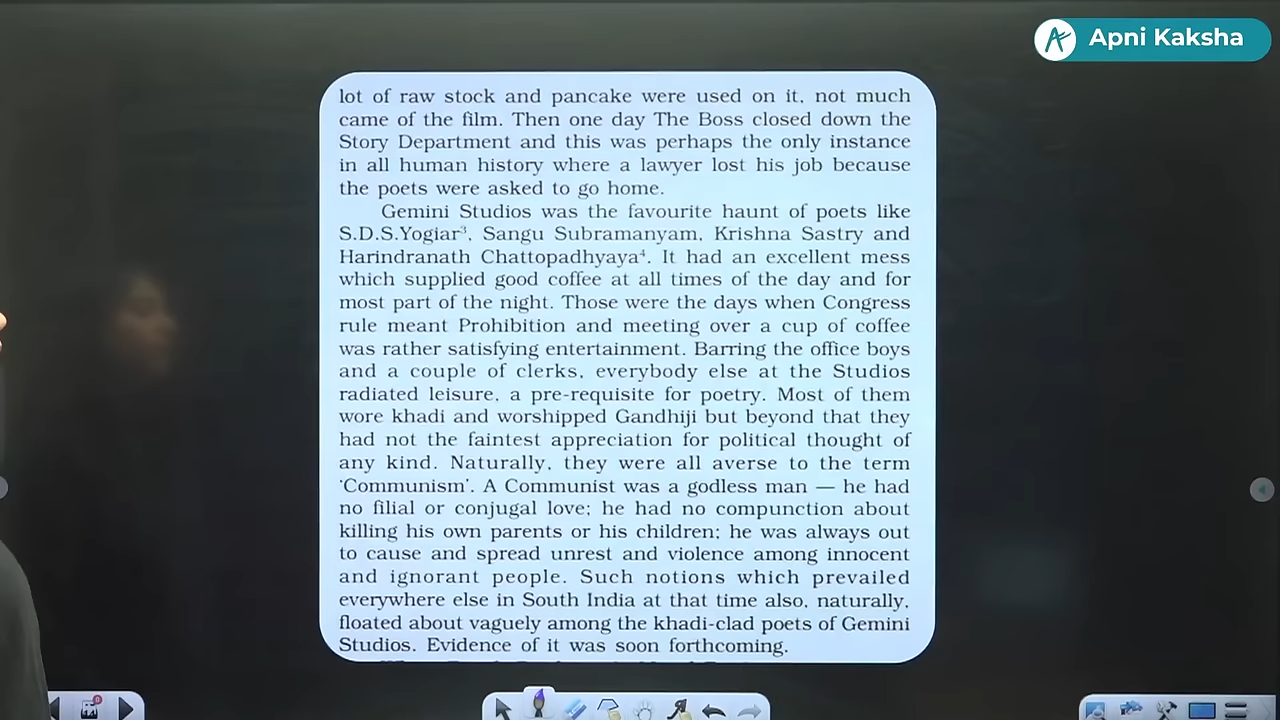 Apni Kaksha
lot of raw stock and pancake were used on it, not much
came of the film. Then one day The Boss closed down the
Story Department and this was perhaps the only instance
in all human history where a lawyer lost his job because
the poets were asked to go home.
Gemini Studios was the favourite haunt of poets like
S.D.S.Yogiar³, Sangu Subramanyam, Krishna Sastry and
Harindranath Chattopadhyaya⁴. It had an excellent mess
which supplied good coffee at all times of the day and for
most part of the night. Those were the days when Congress
rule meant Prohibition and meeting over a cup of coffee
was rather satisfying entertainment. Barring the office boys
and a couple of clerks, everybody else at the Studios
radiated leisure, a pre-requisite for poetry. Most of them
wore khadi and worshipped Gandhiji but beyond that they
had not the faintest appreciation for political thought of
any kind. Naturally, they were all averse to the term
‘Communism’. A Communist was a godless man — he had
no filial or conjugal love; he had no compunction about
killing his own parents or his children; he was always out
to cause and spread unrest and violence among innocent
and ignorant people. Such notions which prevailed
everywhere else in South India at that time also, naturally,
floated about vaguely among the khadi-clad poets of Gemini
Studios. Evidence of it was soon forthcoming.